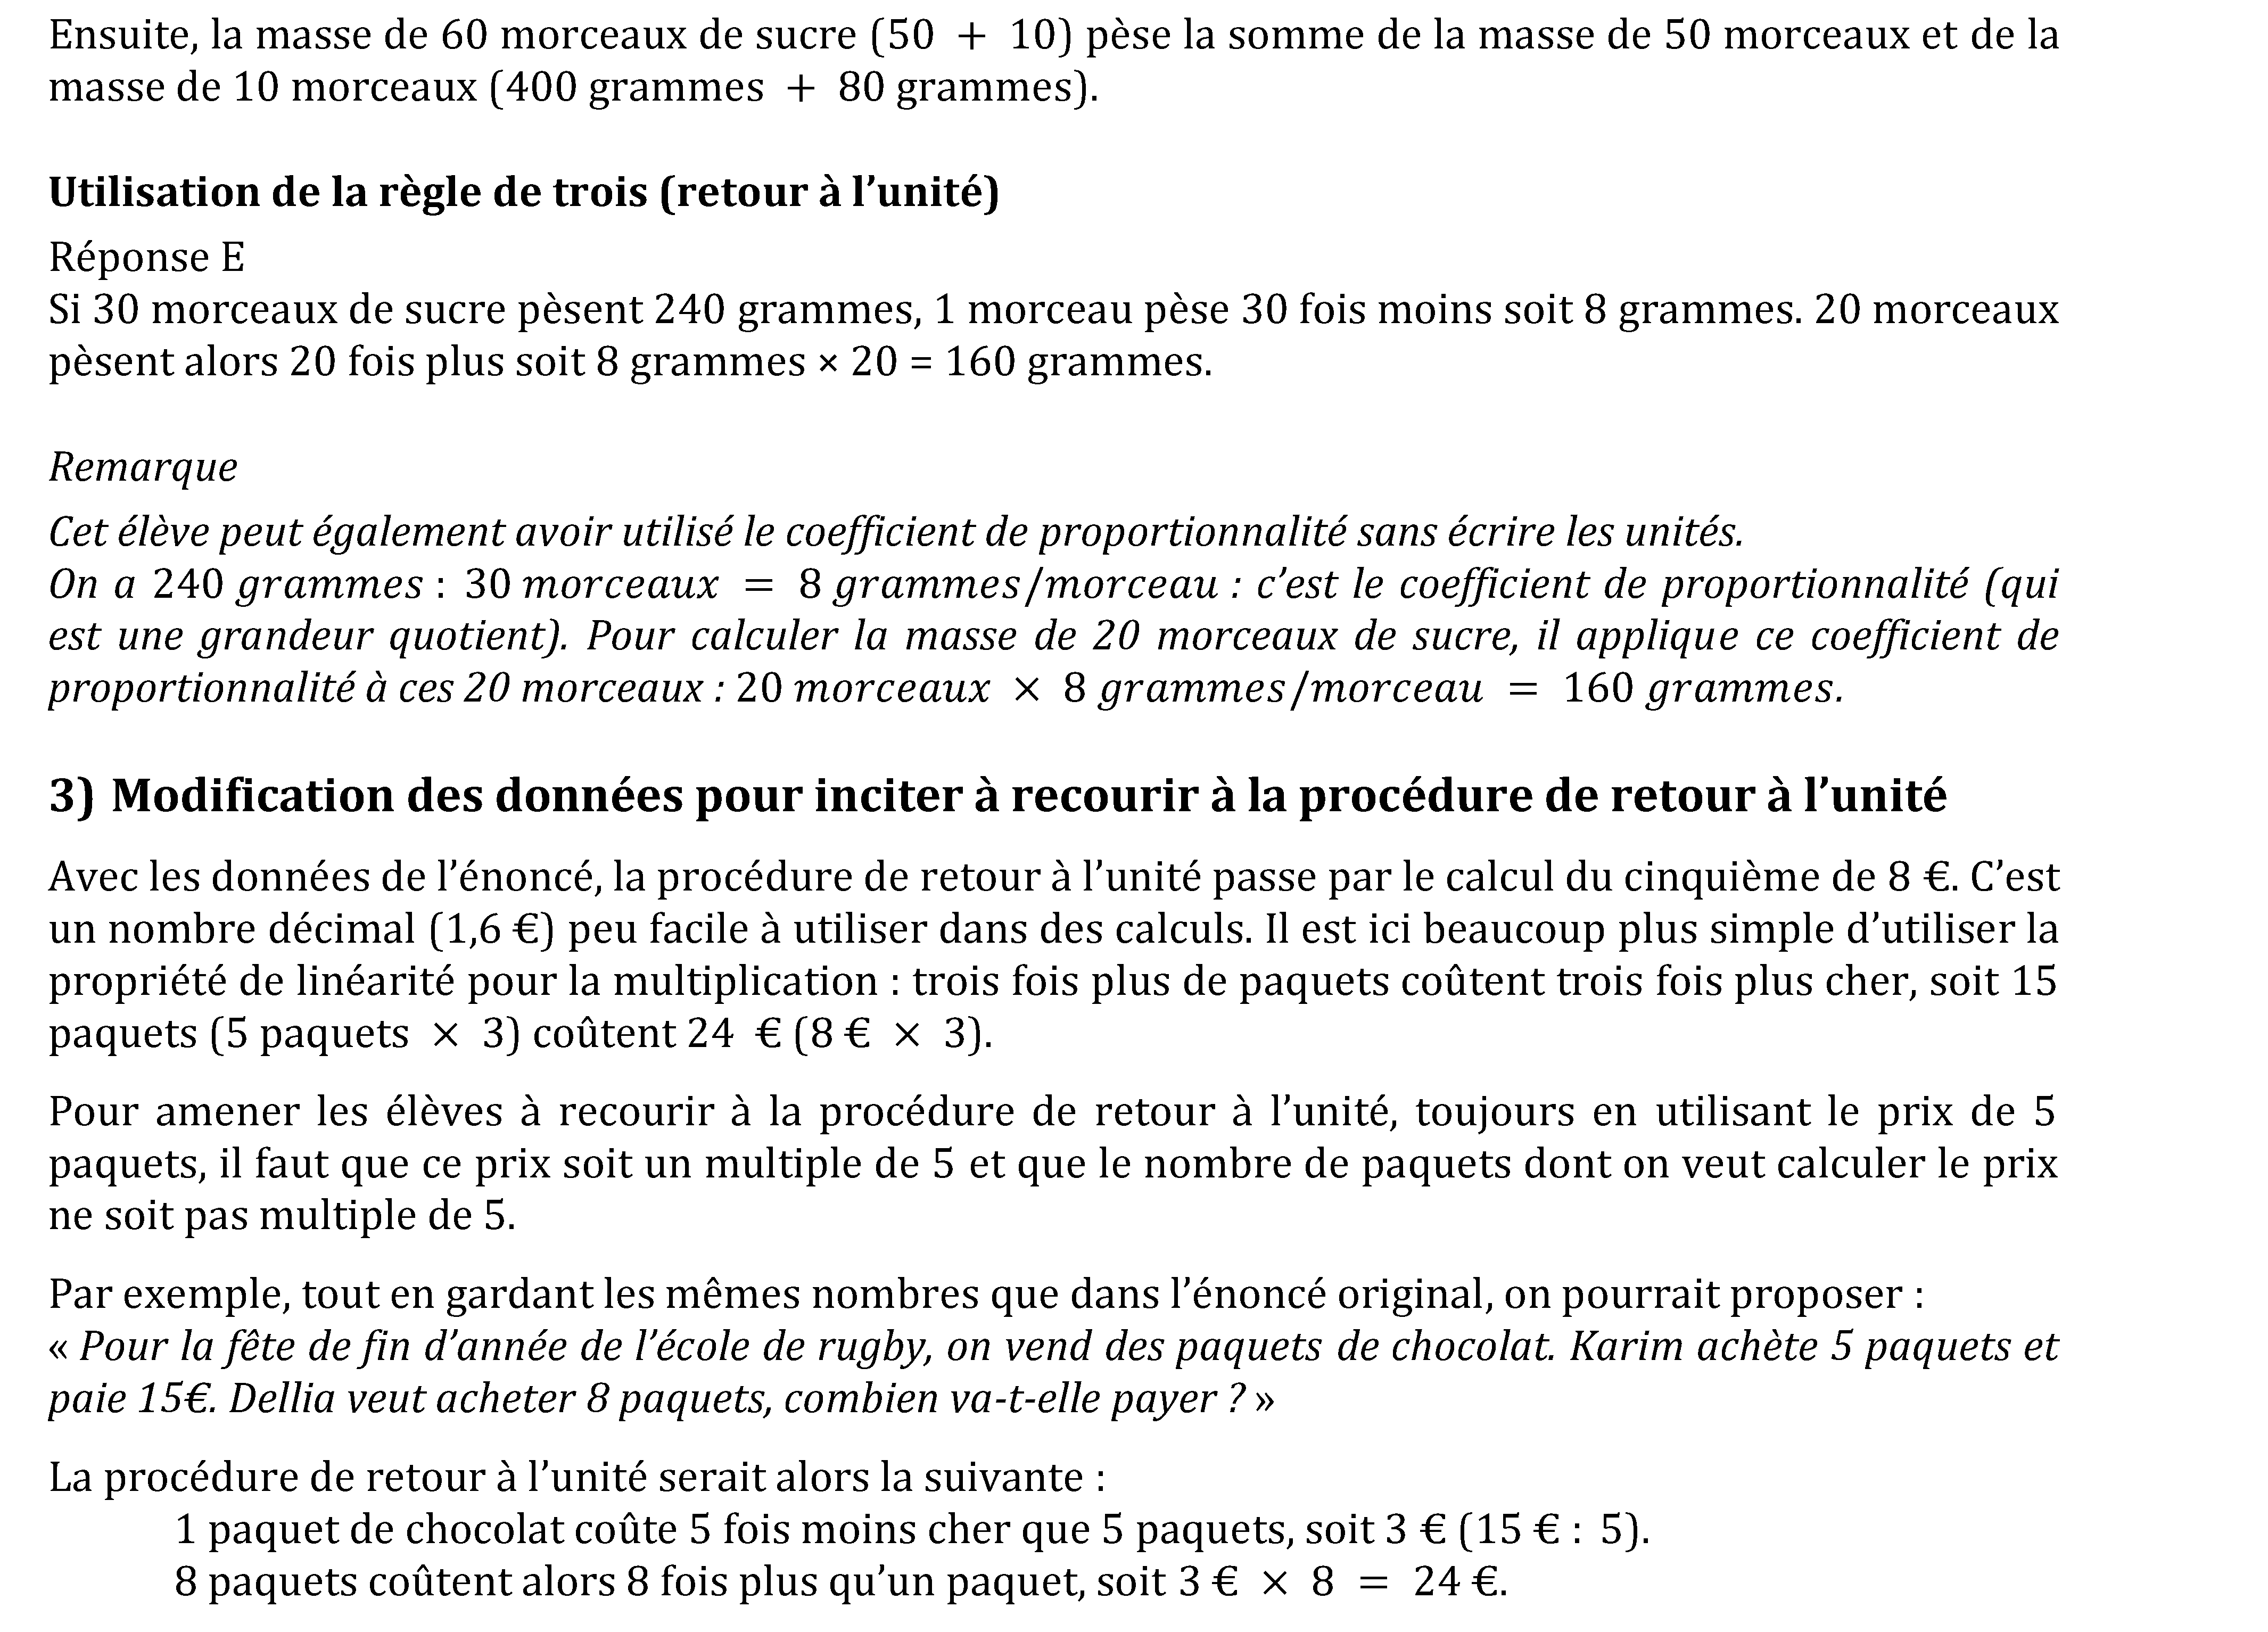 Ensuite, la masse de 60 morceaux de sucre (50 + 10) pèse la somme de la masse de 50 morceaux et de la
masse de 10 morceaux (400 grammes + 80 grammes).
Utilisation de la règle de trois (retour à l’unité)
Réponse E
Si 30 morceaux de sucre pèsent 240 grammes, 1 morceau pèse 30 fois moins soit 8 grammes. 20 morceaux
pèsent alors 20 fois plus soit 8 grammes × 20 = 160 grammes.
Remarque
Cet élève peut également avoir utilisé le coefficient de proportionnalité sans écrire les unités.
On a 240 grammes : 30 morceaux = 8 grammes/morceau : c’est le coefficient de proportionnalité (qui
est une grandeur quotient). Pour calculer la masse de 20 morceaux de sucre, il applique ce coefficient de
proportionnalité à ces 20 morceaux : 20 morceaux × 8 grammes/morceau = 160 grammes.
3) Modification des données pour inciter à recourir à la procédure de retour à l’unité
Avec les données de l’énoncé, la procédure de retour à l’unité passe par le calcul du cinquième de 8 €. C’est
un nombre décimal (1,6 €) peu facile à utiliser dans des calculs. Il est ici beaucoup plus simple d’utiliser la
propriété de linéarité pour la multiplication : trois fois plus de paquets coûtent trois fois plus cher, soit 15
paquets (5 paquets × 3) coûtent 24 € (8 € × 3).
Pour amener les élèves à recourir à la procédure de retour à l’unité, toujours en utilisant le prix de 5
paquets, il faut que ce prix soit un multiple de 5 et que le nombre de paquets dont on veut calculer le prix
ne soit pas multiple de 5.
Par exemple, tout en gardant les mêmes nombres que dans l’énoncé original, on pourrait proposer :
« Pour la fête de fin d’année de l’école de rugby, on vend des paquets de chocolat. Karim achète 5 paquets et
paie 15€. Dellia veut acheter 8 paquets, combien va-t-elle payer ? »
La procédure de retour à l’unité serait alors la suivante :
1 paquet de chocolat coûte 5 fois moins cher que 5 paquets, soit 3 € (15 € : 5).
8 paquets coûtent alors 8 fois plus qu’un paquet, soit 3 € × 8 = 24 €.